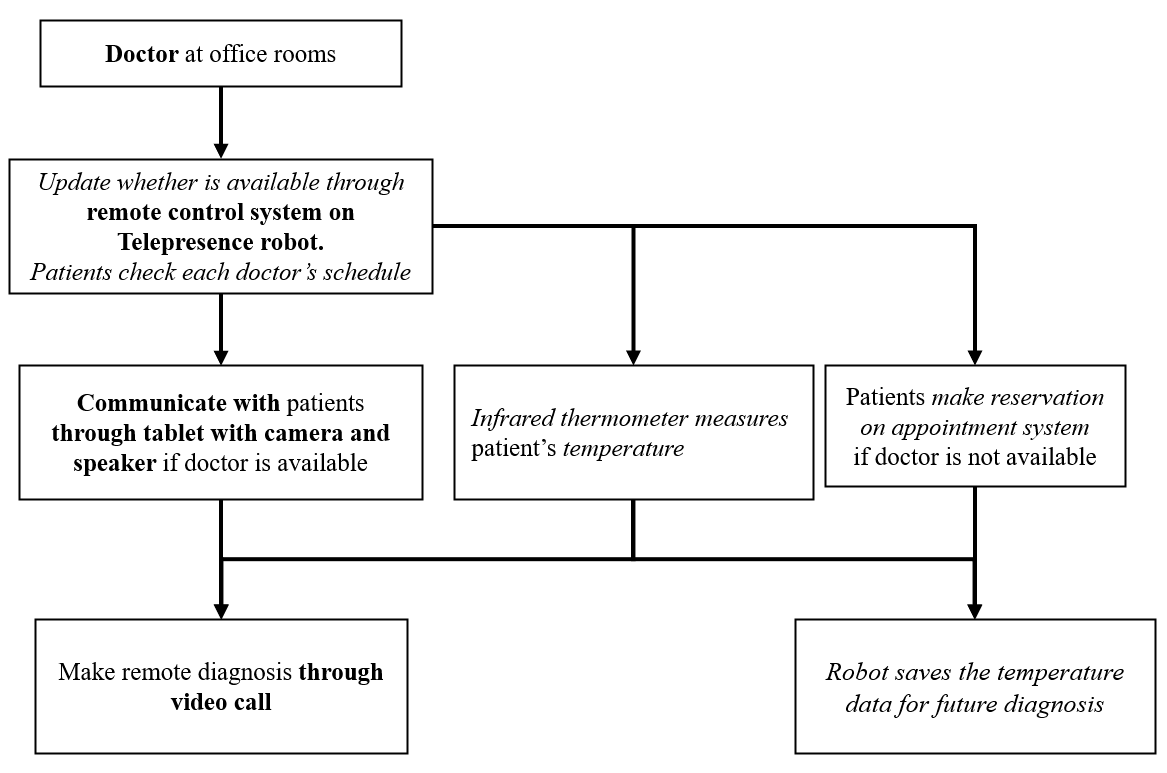 Doctor at office rooms
Update whether is available through
remote control system on
Telepresence robot.
Patients check each doctor’s schedule
Communicate with patients
through tablet with camera and
speaker if doctor is available
Infrared thermometer measures
patient’s temperature
Patients make reservation
on appointment system
if doctor is not available
Make remote diagnosis through
video call
Robot saves the temperature
data for future diagnosis